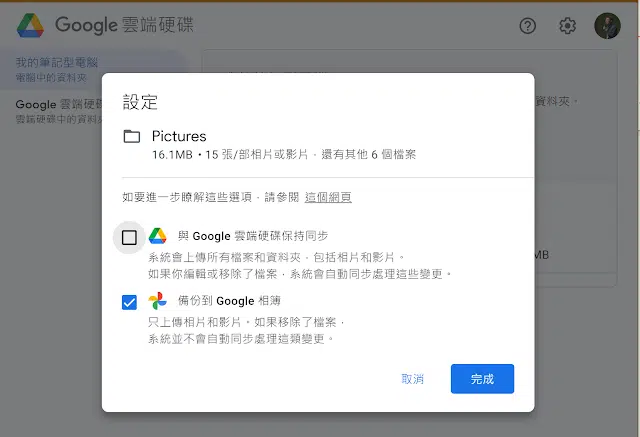 Google 雲端硬碟
我的筆記型電腦
電腦中的資料夾
Google 雲端硬碟
雲端硬碟中的資料
資料夾。
MB
設定
Pictures
16.1MB • 15 張/部相片或影片，還有其他 6 個檔案
如要進一步瞭解這些選項，請參閱 這個網頁
與 Google 雲端硬碟保持同步
系統會上傳所有檔案和資料夾，包括相片和影片。
如果你編輯或移除了檔案，系統會自動同步處理這些變更。
備份到 Google 相簿
只上傳相片和影片。如果移除了檔案，
系統並不會自動同步處理這類變更。
取消
完成